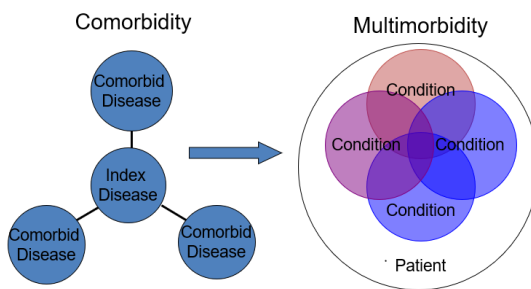 Comorbidity
Comorbid
Disease
Index
Disease
Comorbid
Disease
Comorbid
Disease
Multimorbidity
Condition
Condition
Condition
Condition
Patient